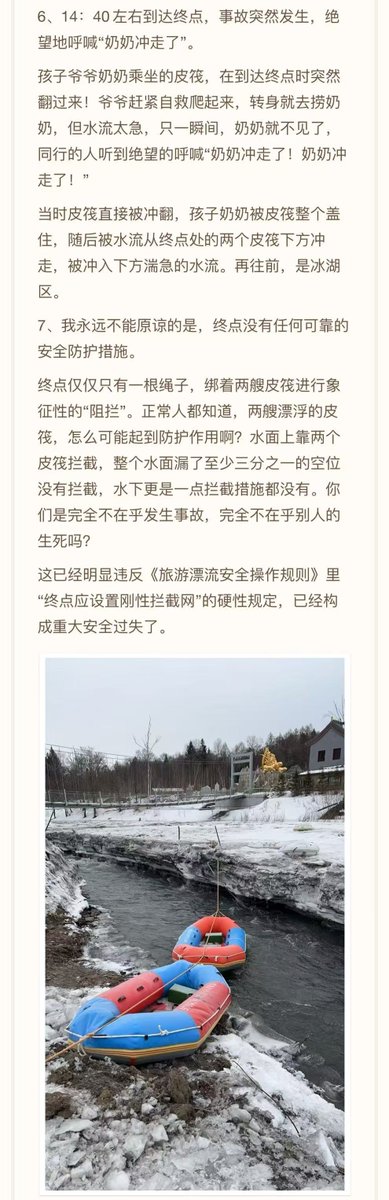 6、14：40左右到达终点，事故突然发生，绝
望地呼喊“奶奶冲走了”。
孩子爷爷奶奶乘坐的皮筏，在到达终点时突然
翻过来！爷爷赶紧自救爬起来，转身就去捞奶
奶，但水流太急，只一瞬间，奶奶就不见了，
同行的人听到绝望的呼喊“奶奶冲走了！奶奶冲
走了！”
当时皮筏直接被冲翻，孩子奶奶被皮筏整个盖
住，随后被水流从终点处的两个皮筏下方冲
走，被冲入下方湍急的水流。再往前，是冰湖
区。
7、我永远不能原谅的是，终点没有任何可靠的
安全防护措施。
终点仅仅只有一根绳子，绑着两艘皮筏进行象
征性的“阻拦”。正常人都知道，两艘漂浮的皮
筏，怎么可能起到防护作用啊？水面上靠两个
皮筏拦截，整个水面漏了至少三分之一的空位
没有拦截，水下更是一点拦截措施都没有。你
们是完全不在乎发生事故，完全不在乎别人的
生死吗？
这已经明显违反《旅游漂流安全操作规则》里
“终点应设置刚性拦截网”的硬性规定，已经构
成重大安全过失了。